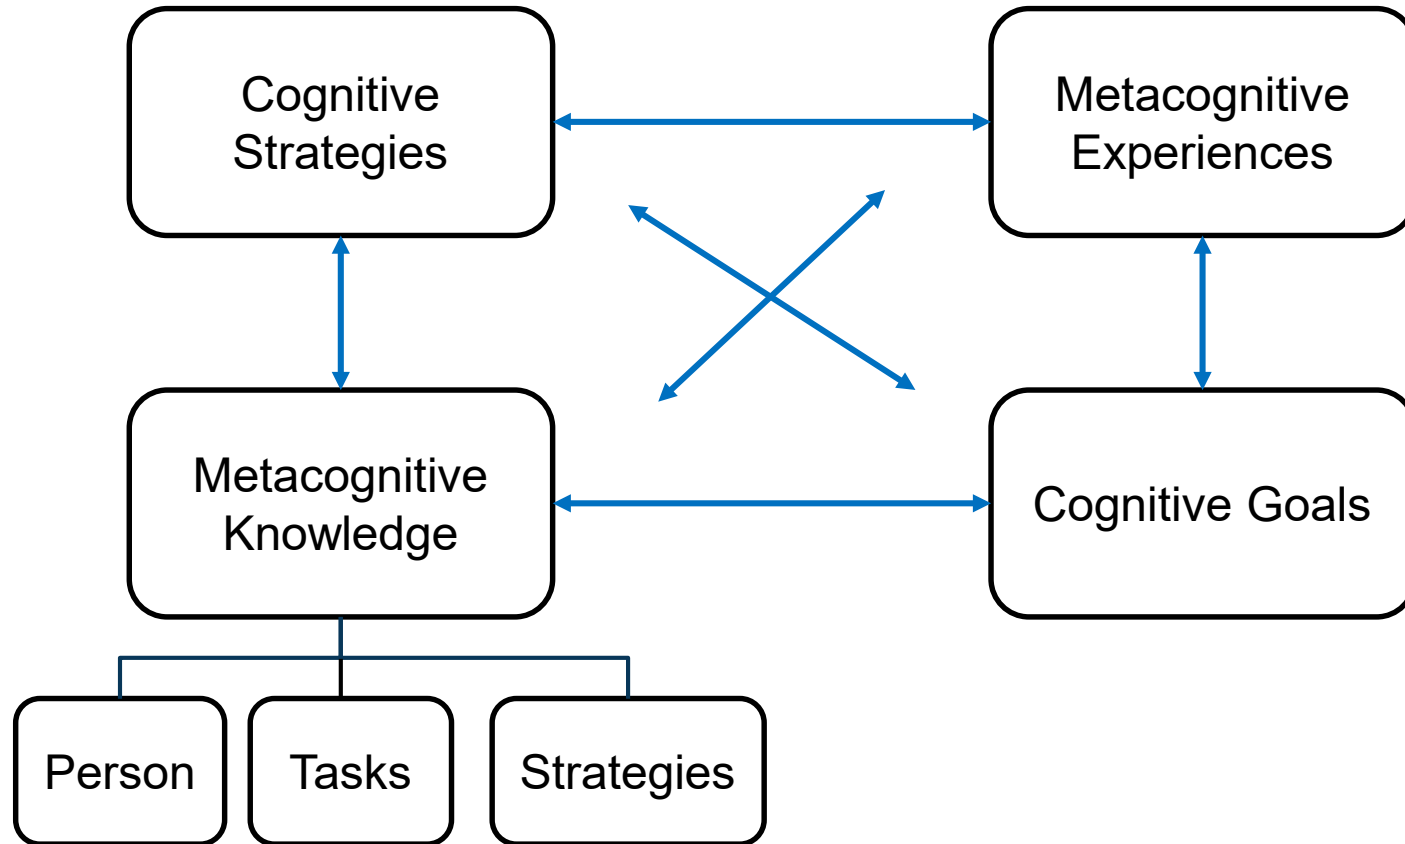 Cognitive
Strategies
Metacognitive
Experiences
Metacognitive
Knowledge
Cognitive Goals
Person
Tasks
Strategies